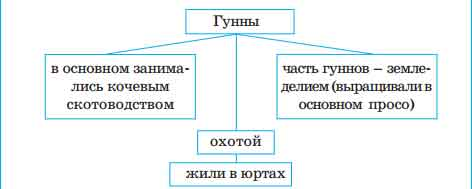 Гунны
в основном занима-
лись кочевым
скотоводством
часть гуннов – земле-
делием (выращивали в
основном просо)
охотой
жили в юртах